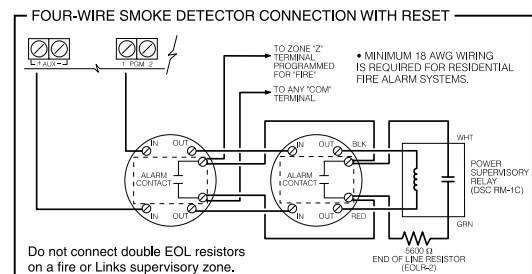 FOUR-WIRE SMOKE DETECTOR CONNECTION WITH RESET
+ AUX -
1 PGM 2
TO ZONE "Z"
TERMINAL
PROGRAMMED
FOR "FIRE"
TO ANY "COM"
TERMINAL
• MINIMUM 18 AWG WIRING
IS REQUIRED FOR RESIDENTIAL
FIRE ALARM SYSTEMS.
IN OUT
ALARM
CONTACT
IN OUT
IN OUT
ALARM
CONTACT
IN OUT
BLK
RED
WHT
POWER
SUPERVISORY
RELAY
(DSC RM-1C)
GRN
5600 Ω
END OF LINE RESISTOR
(EOLR-2)
Do not connect double EOL resistors
on a fire or Links supervisory zone.